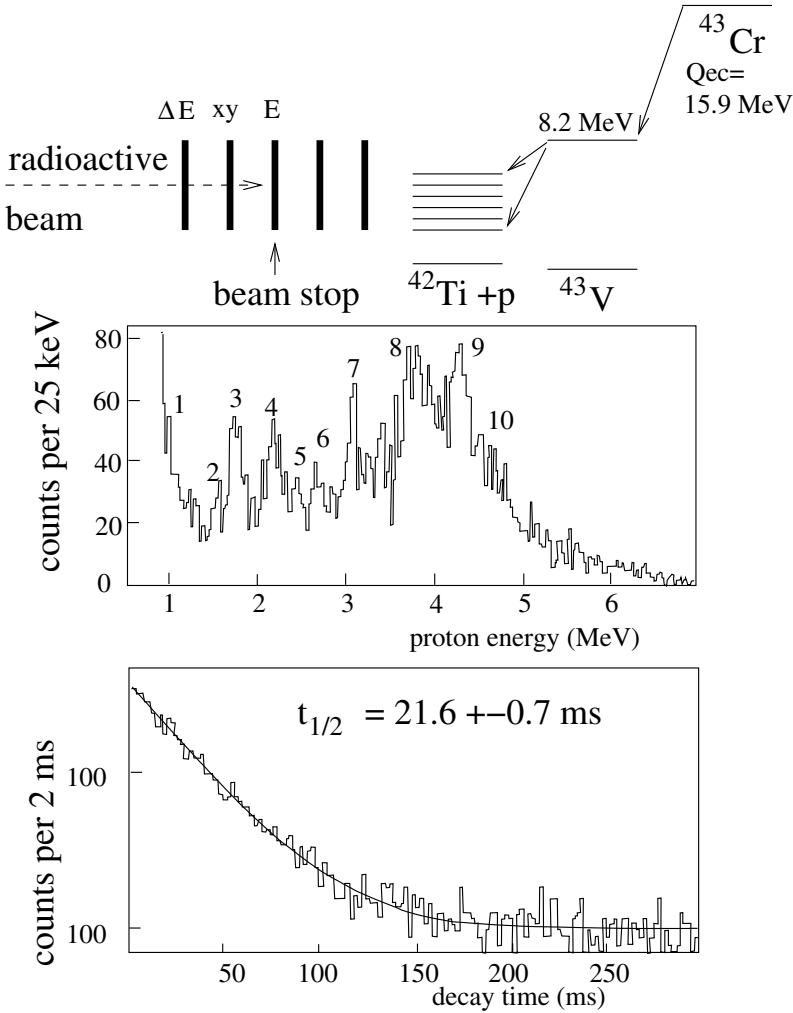 43Cr
Qec=
15.9 MeV
ΔE xy E
8.2 MeV
radioactive
beam
beam stop
42Ti +p
43V
counts per 25 keV
80
60
40
20
0
1 2 3 4 5 6 7 8 9 10
1 2 3 4 5 6
proton energy (MeV)
t1/2 = 21.6 +−0.7 ms
counts per 2 ms
100
100
50 100 150 200 250
decay time (ms)